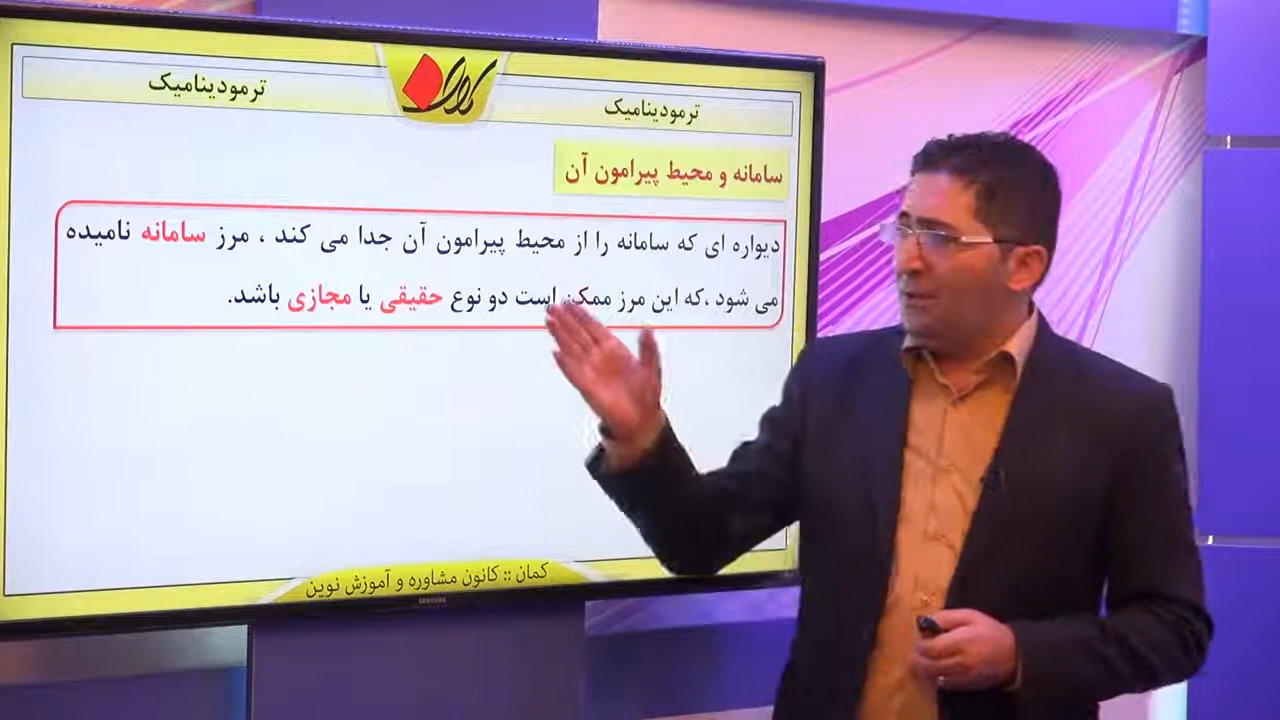 ترمودینامیک
کمان
ترمودینامیک
سامانه و محیط پیرامون آن
دیواره ای که سامانه را از محیط پیرامون آن جدا می کند ، مرز سامانه نامیده
می شود ،که این مرز ممکن است دو نوع حقیقی یا مجازی باشد.
کمان :: کانون مشاوره و آموزش نوین
SAMSUNG